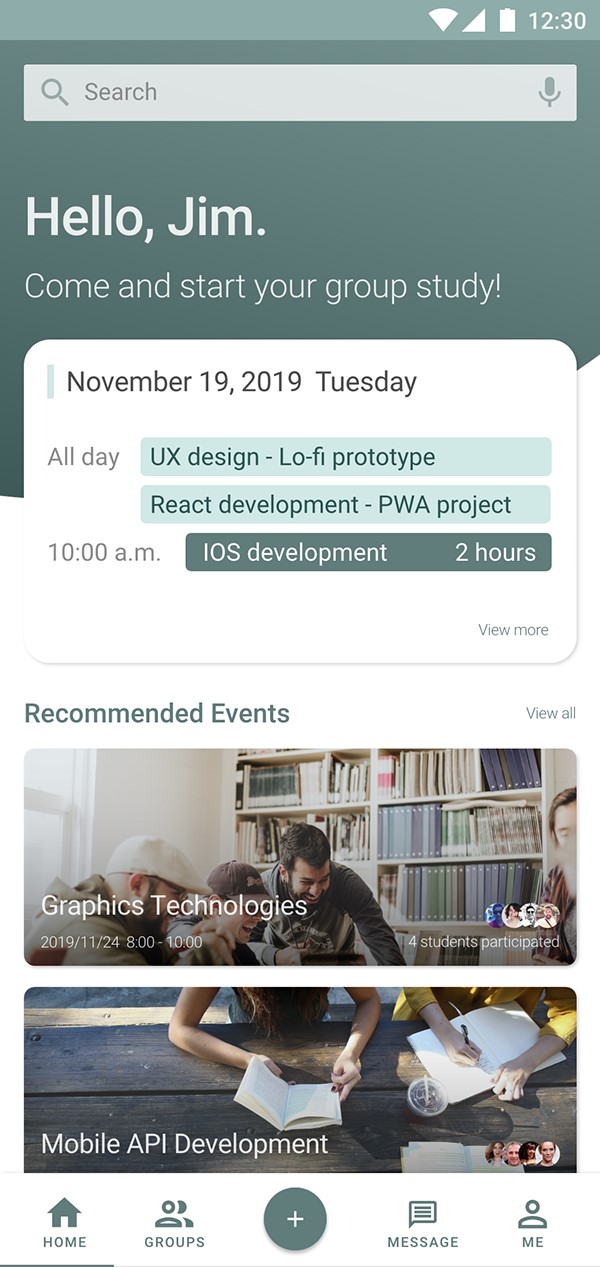 12:30
Search
Hello, Jim.
Come and start your group study!
November 19, 2019 Tuesday
All day UX design - Lo-fi prototype
React development - PWA project
10:00 a.m. IOS development 2 hours
View more
Recommended Events View all
Graphics Technologies
2019/11/24 8:00 - 10:00 4 students participated
Mobile API Development
HOME GROUPS + MESSAGE ME